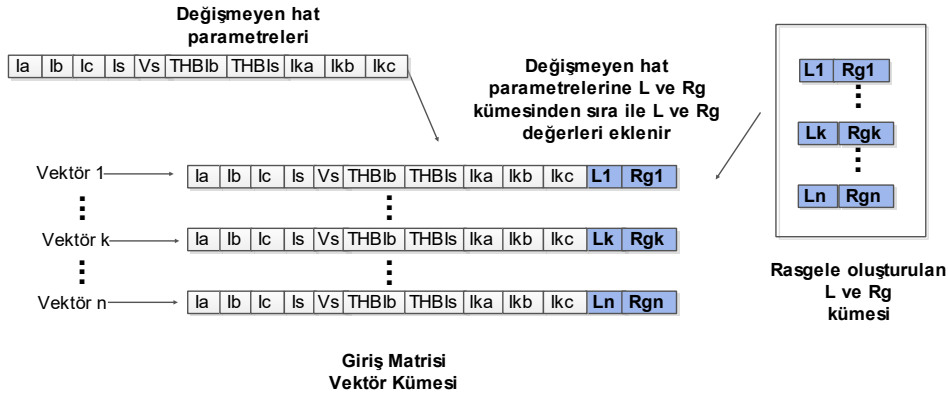 Değişmeyen hat
parametreleri
Ia Ib Ic Is Vs THBIb THBIs Ika Ikb Ikc
Değişmeyen hat
parametrelerine L ve Rg
kümesinden sıra ile L ve Rg
değerleri eklenir
L1 Rg1
Lk Rgk
Ln Rgn
Rasgele oluşturulan
L ve Rg
kümesi
Vektör 1 Ia Ib Ic Is Vs THBIb THBIs Ika Ikb Ikc L1 Rg1
Vektör k Ia Ib Ic Is Vs THBIb THBIs Ika Ikb Ikc Lk Rgk
Vektör n Ia Ib Ic Is Vs THBIb THBIs Ika Ikb Ikc Ln Rgn
Giriş Matrisi
Vektör Kümesi